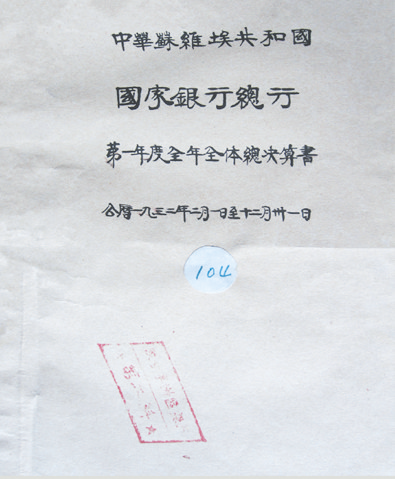 中華蘇維埃共和國
國家銀行總行
第一年度全年全体總決算書
公曆一九三二年二月一日至十二月卅一日
104